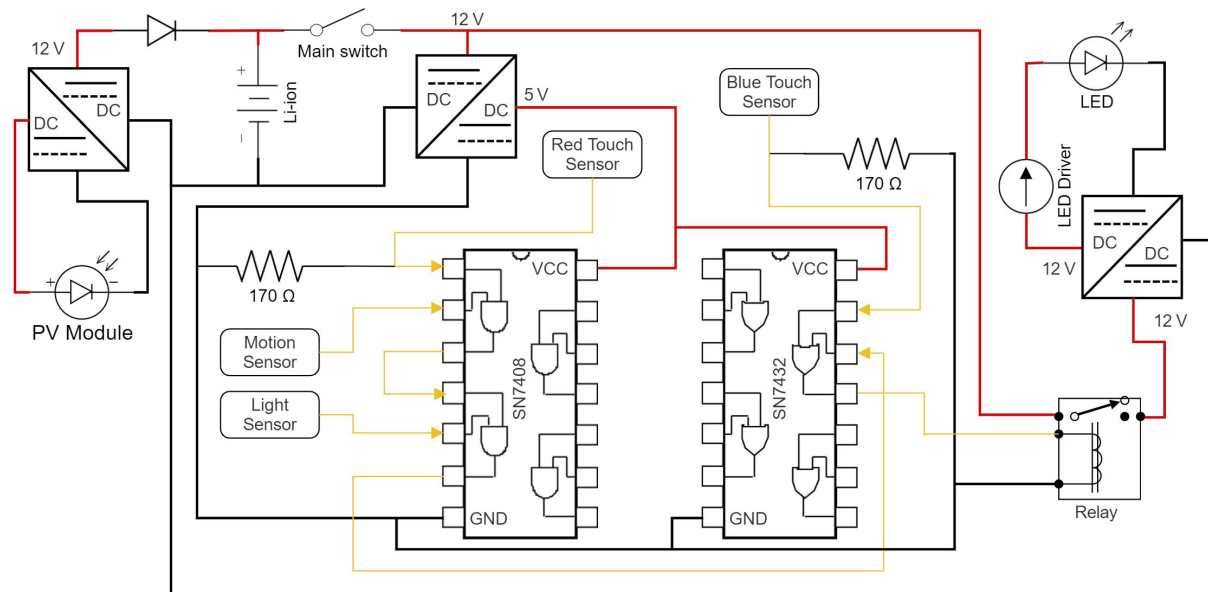 12 V
Main switch
12 V
LED
DC
DC
+
−
Li-ion
DC
DC
5 V
Blue Touch
Sensor
Red Touch
Sensor
170 Ω
LED Driver
DC
DC
12 V
12 V
+
−
PV Module
170 Ω
VCC
VCC
Motion
Sensor
Light
Sensor
SN7408
SN7432
GND
GND
Relay